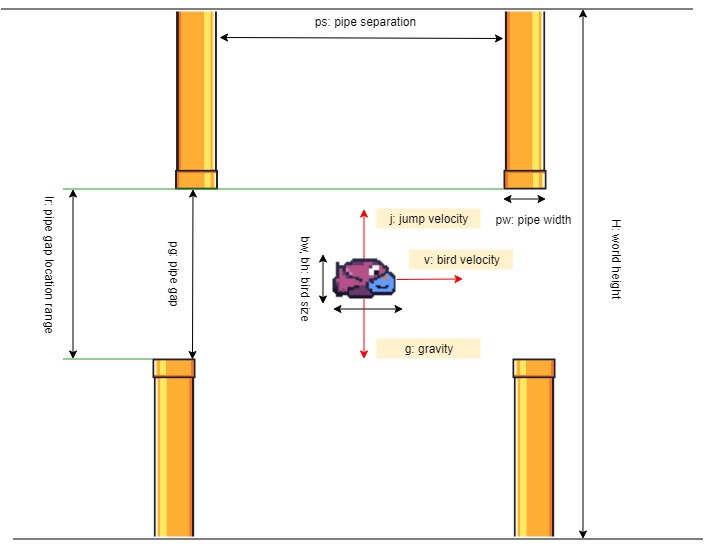 ps: pipe separation
j: jump velocity
pw: pipe width
v: bird velocity
lr: pipe gap location range
pg: pipe gap
bw, bh: bird size
H: world height
g: gravity